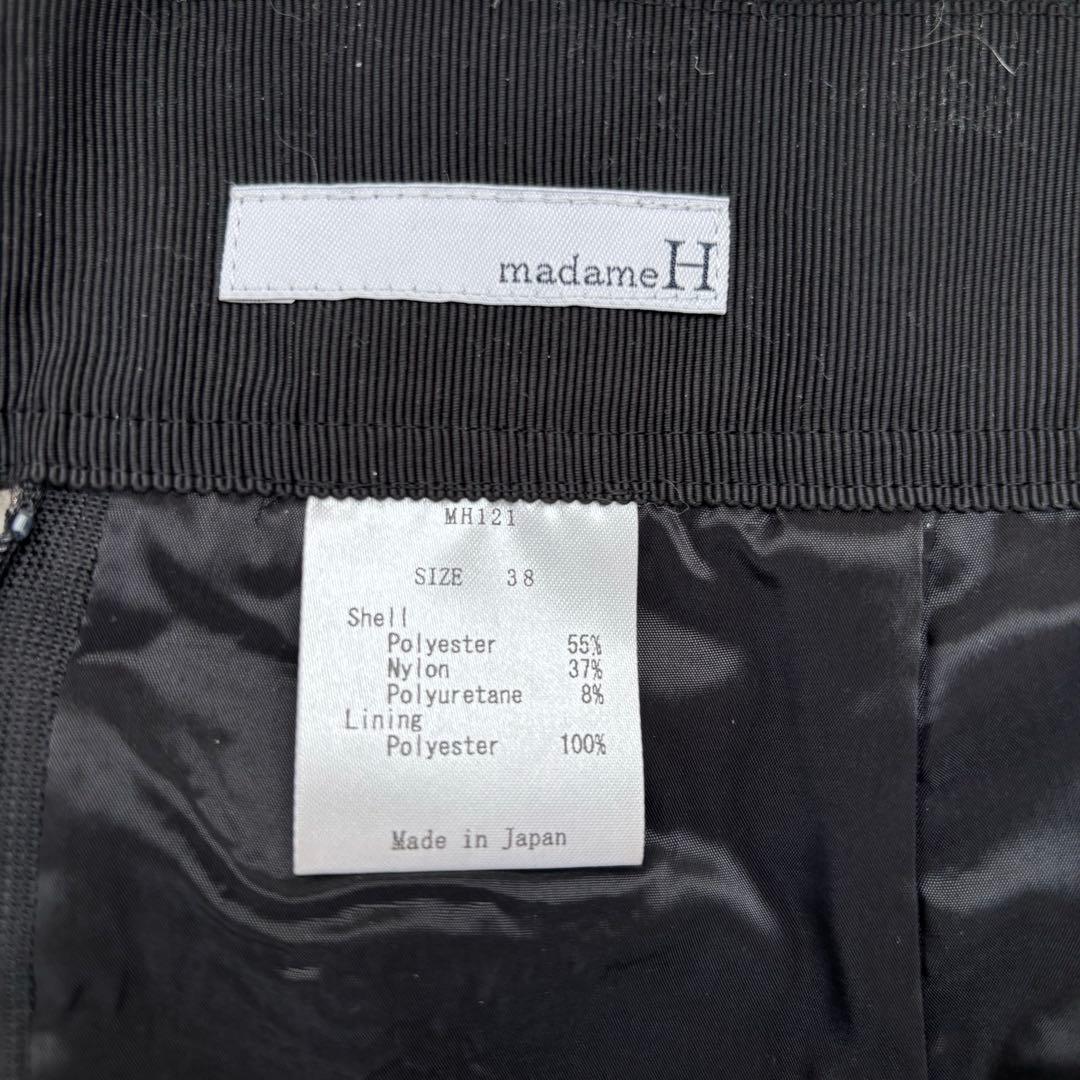 madameH
MH121
SIZE 38
Shell
Polyester 55%
Nylon 37%
Polyuretane 8%
Lining
Polyester 100%
Made in Japan